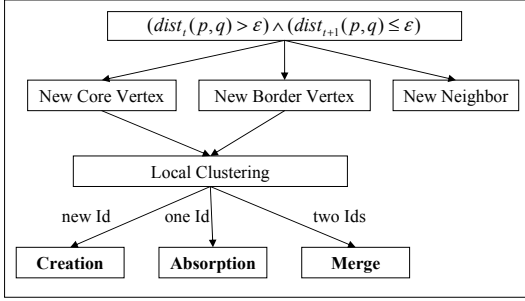 (dist_t(p,q) > ε) ∧ (dist_{t+1}(p,q) ≤ ε)
New Core Vertex New Border Vertex New Neighbor
Local Clustering
new Id one Id two Ids
Creation Absorption Merge